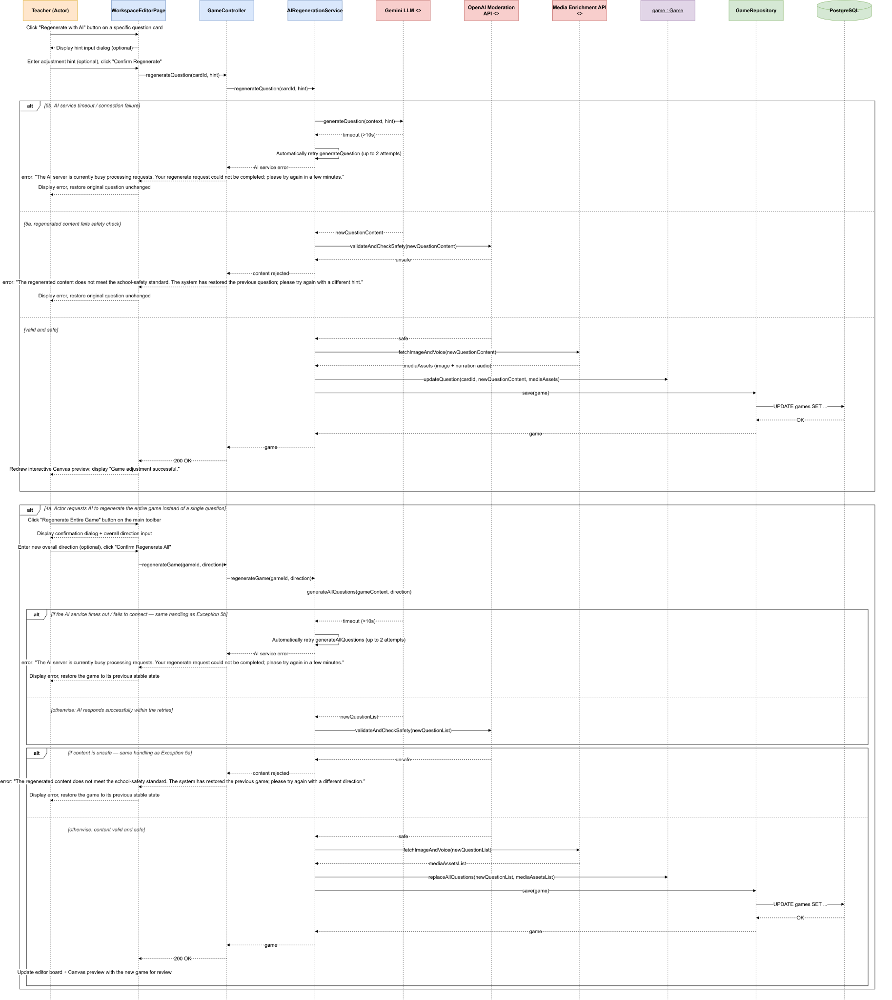 Teacher (Actor)
WorkspaceEditorPage
GameController
AIRegenerationService
Gemini LLM <>
OpenAI Moderation
API <>
Media Enrichment API
<>
game : Game
GameRepository
PostgreSQL
Click "Regenerate with AI" button on a specific question card
Display hint input dialog (optional)
Enter adjustment hint (optional), click "Confirm Regenerate"
regenerateQuestion(cardId, hint)
regenerateQuestion(cardId, hint)
alt
[5b. AI service timeout / connection failure]
generateQuestion(context, hint)
timeout (>10s)
Automatically retry generateQuestion (up to 2 attempts)
AI service error
error: "The AI server is currently busy processing requests. Your regenerate request could not be completed; please try again in a few minutes."
Display error, restore original question unchanged
[5a. regenerated content fails safety check]
newQuestionContent
validateAndCheckSafety(newQuestionContent)
unsafe
content rejected
error: "The regenerated content does not meet the school-safety standard. The system has restored the previous question; please try again with a different hint."
Display error, restore original question unchanged
[valid and safe]
safe
fetchImageAndVoice(newQuestionContent)
mediaAssets (image + narration audio)
updateQuestion(cardId, newQuestionContent, mediaAssets)
save(game)
UPDATE games SET ...
OK
game
game
200 OK
Redraw interactive Canvas preview; display "Game adjustment successful."
alt
[4a. Actor requests AI to regenerate the entire game instead of a single question]
Click "Regenerate Entire Game" button on the main toolbar
Display confirmation dialog + overall direction input
Enter new overall direction (optional), click "Confirm Regenerate All"
regenerateGame(gameId, direction)
regenerateGame(gameId, direction)
generateAllQuestions(gameContext, direction)
alt
[if the AI service times out / fails to connect — same handling as Exception 5b]
timeout (>10s)
Automatically retry generateAllQuestions (up to 2 attempts)
AI service error
error: "The AI server is currently busy processing requests. Your regenerate request could not be completed; please try again in a few minutes."
Display error, restore the game to its previous stable state
[otherwise: AI responds successfully within the retries]
newQuestionList
validateAndCheckSafety(newQuestionList)
alt
[if content is unsafe — same handling as Exception 5a]
unsafe
content rejected
error: "The regenerated content does not meet the school-safety standard. The system has restored the previous game; please try again with a different direction."
Display error, restore the game to its previous stable state
[otherwise: content valid and safe]
safe
fetchImageAndVoice(newQuestionList)
mediaAssetsList
replaceAllQuestions(newQuestionList, mediaAssetsList)
save(game)
UPDATE games SET ...
OK
game
game
200 OK
Update editor board + Canvas preview with the new game for review